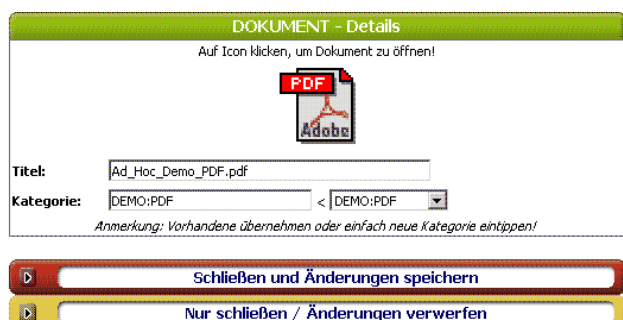 DOKUMENT - Details
Auf Icon klicken, um Dokument zu öffnen!
PDF
Adobe
Titel: Ad_Hoc_Demo_PDF.pdf
Kategorie: DEMO:PDF < DEMO:PDF
Anmerkung: Vorhandene übernehmen oder einfach neue Kategorie eintippen!
Schließen und Änderungen speichern
Nur schließen / Änderungen verwerfen